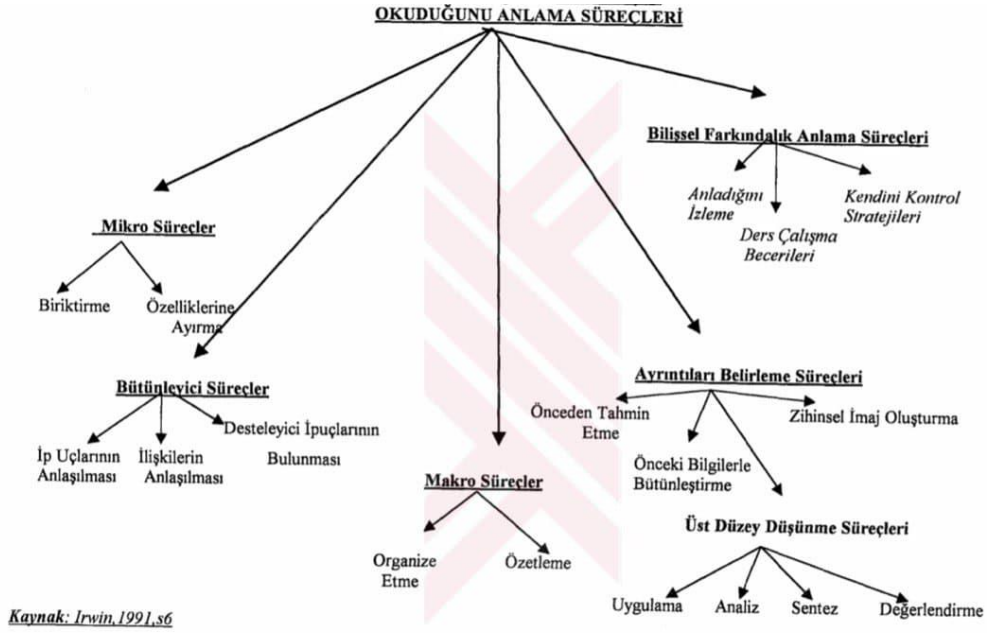 OKUDUĞUNU ANLAMA SÜREÇLERİ
Bilişsel Farkındalık Anlama Süreçleri
Anladığını
İzleme
Kendini Kontrol
Stratejileri
Ders Çalışma
Becerileri
Mikro Süreçler
Biriktirme
Özelliklerine
Ayırma
Bütünleyici Süreçler
Desteleyici İpuçlarının
Bulunması
İp Uçlarının
Anlaşılması
İlişkilerin
Anlaşılması
Ayrıntıları Belirleme Süreçleri
Önceden Tahmin
Etme
Zihinsel İmaj Oluşturma
Önceki Bilgilerle
Bütünleştirme
Makro Süreçler
Organize
Etme
Özetleme
Üst Düzey Düşünme Süreçleri
Uygulama
Analiz
Sentez
Değerlendirme
Kaynak: Irwin,1991,s6